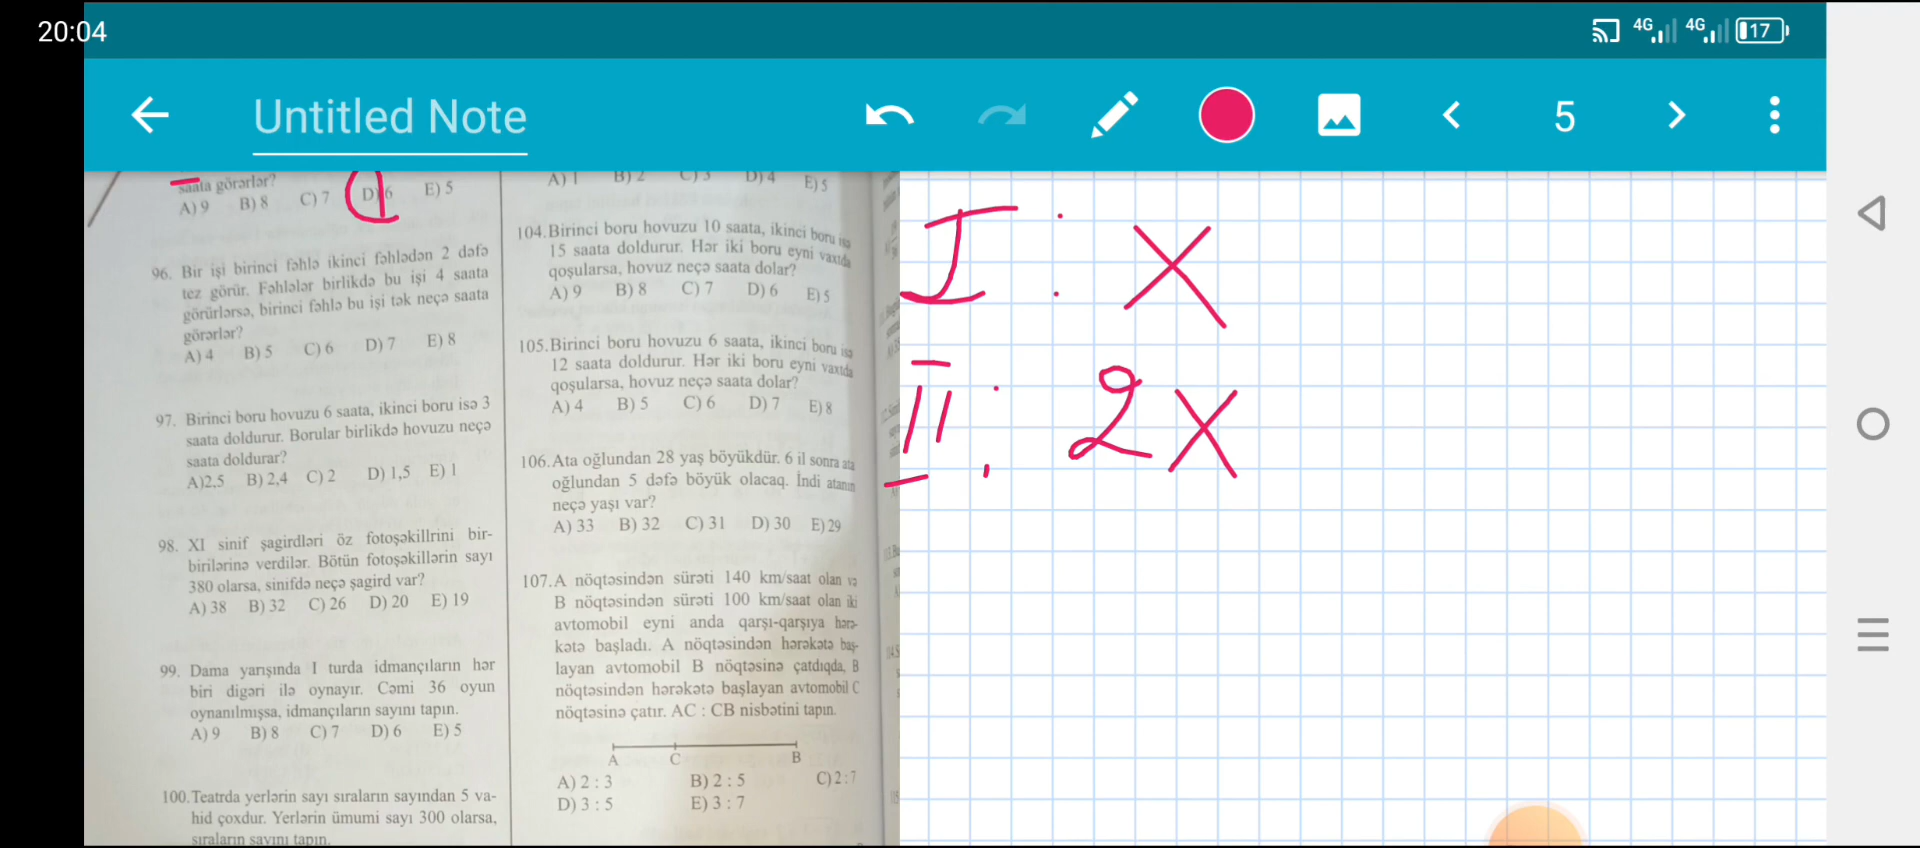 20:04
4G 4G 17
Untitled Note
5
saata görərlər?
A) 9 B) 8 C) 7 D) 6 E) 5
96. Bir işi birinci fəhlə ikinci fəhlədən 2 dəfə
tez görür. Fəhlələr birlikdə bu işi 4 saata
görürlərsə, birinci fəhlə bu işi tək neçə saata
görərlər?
A) 4 B) 5 C) 6 D) 7 E) 8
97. Birinci boru hovuzu 6 saata, ikinci boru isə 3
saata doldurur. Borular birlikdə hovuzu neçə
saata doldurar?
A)2,5 B) 2,4 C) 2 D) 1,5 E) 1
98. XI sinif şagirdləri öz fotoşəkillrini bir-
birilərinə verdilər. Bötün fotoşəkillərin sayı
380 olarsa, sinifdə neçə şagird var?
A) 38 B) 32 C) 26 D) 20 E) 19
99. Dama yarışında I turda idmançıların hər
biri digəri ilə oynayır. Cəmi 36 oyun
oynanılmışsa, idmançıların sayını tapın.
A) 9 B) 8 C) 7 D) 6 E) 5
100. Teatrda yerlərin sayı sıraların sayından 5 va-
hid çoxdur. Yerlərin ümumi sayı 300 olarsa,
sıraların sayını tapın.
A) 1 B) 2 C) 3 D) 4 E) 5
104. Birinci boru hovuzu 10 saata, ikinci boru isə
15 saata doldurur. Hər iki boru eyni vaxtda
qoşularsa, hovuz neçə saata dolar?
A) 9 B) 8 C) 7 D) 6 E) 5
105. Birinci boru hovuzu 6 saata, ikinci boru isə
12 saata doldurur. Hər iki boru eyni vaxtda
qoşularsa, hovuz neçə saata dolar?
A) 4 B) 5 C) 6 D) 7 E) 8
106. Ata oğlundan 28 yaş böyükdür. 6 il sonra ata
oğlundan 5 dəfə böyük olacaq. İndi atanın
neçə yaşı var?
A) 33 B) 32 C) 31 D) 30 E) 29
107. A nöqtəsindən sürəti 140 km/saat olan və
B nöqtəsindən sürəti 100 km/saat olan iki
avtomobil eyni anda qarşı-qarşıya hərə-
kətə başladı. A nöqtəsindən hərəkətə baş-
layan avtomobil B nöqtəsinə çatdıqda, B
nöqtəsindən hərəkətə başlayan avtomobil C
nöqtəsinə çatır. AC : CB nisbətini tapın.
A C B
A) 2 : 3 B) 2 : 5 C) 2 : 7
D) 3 : 5 E) 3 : 7
I : X
II : 2X